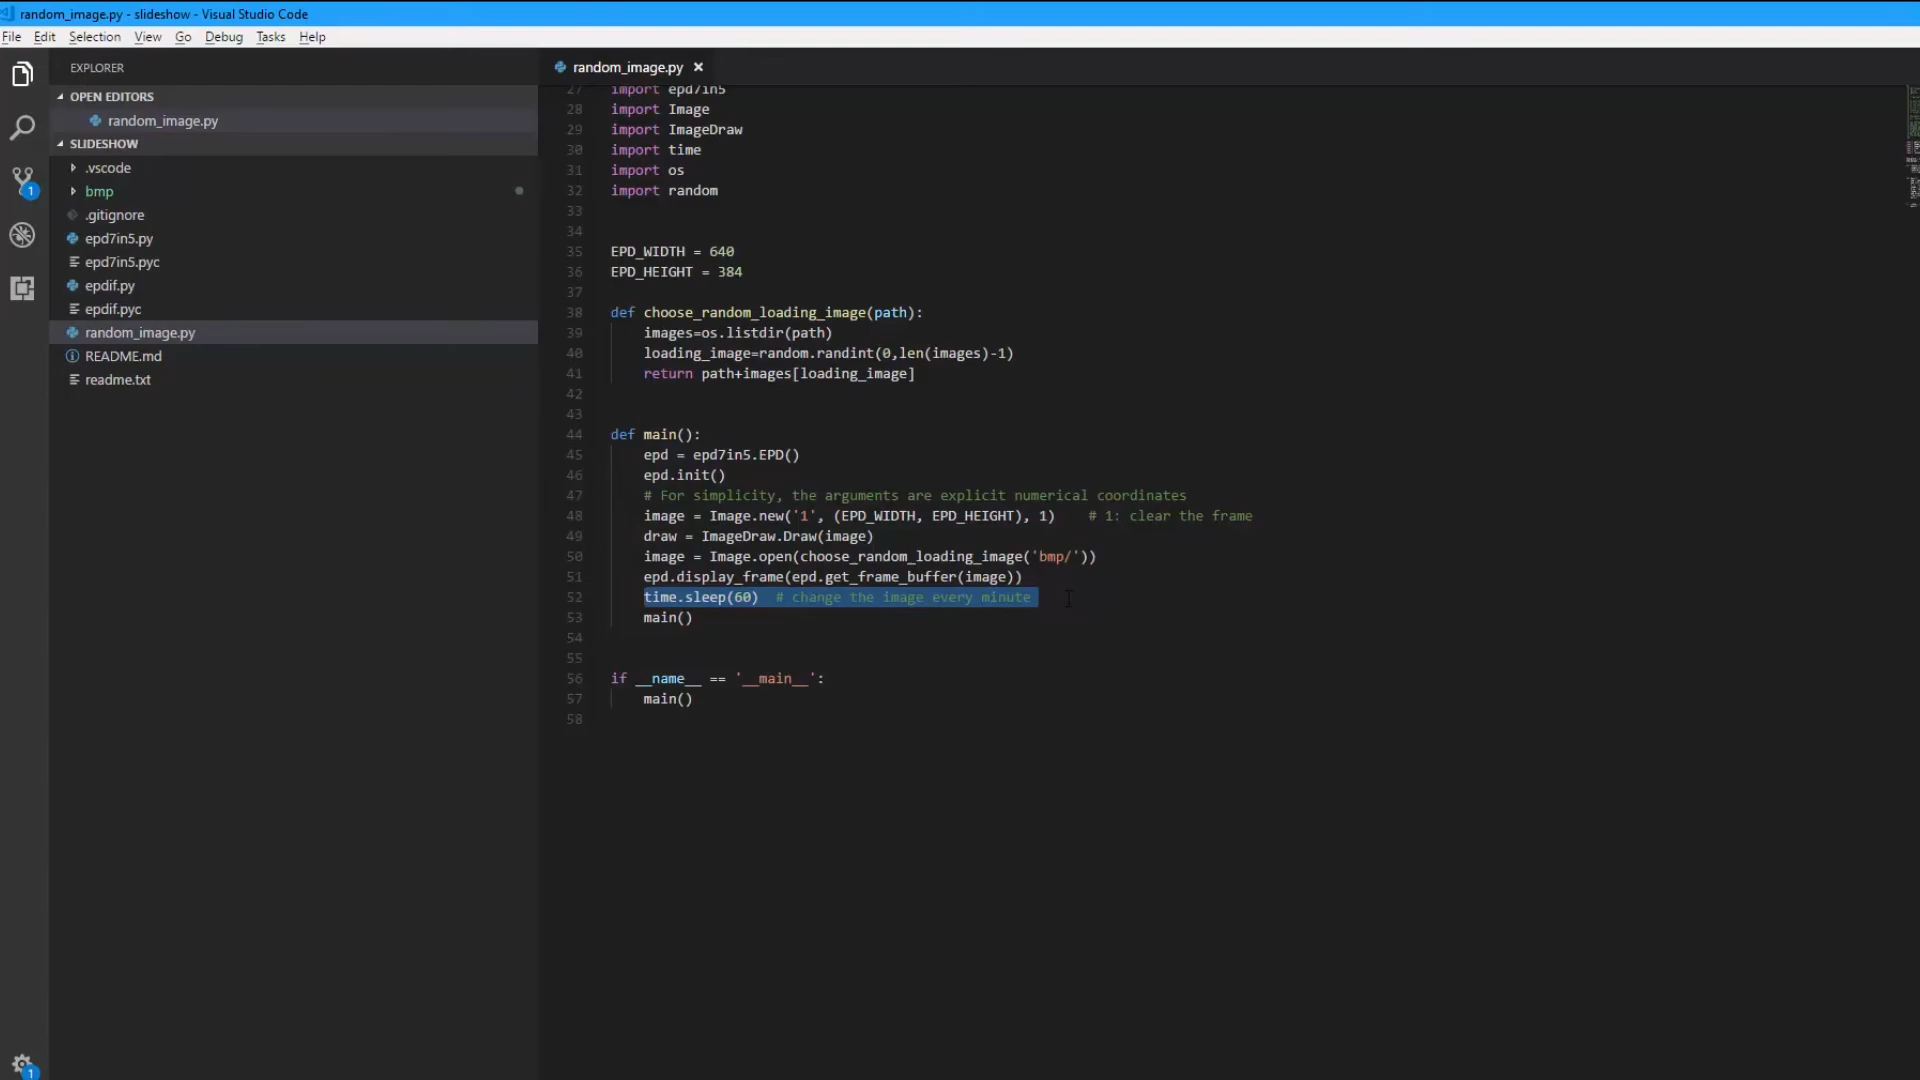 random_image.py - slideshow - Visual Studio Code
File Edit Selection View Go Debug Tasks Help
EXPLORER
OPEN EDITORS
random_image.py
SLIDESHOW
.vscode
bmp
.gitignore
epd7in5.py
epd7in5.pyc
epdif.py
epdif.pyc
random_image.py
README.md
readme.txt
1
1
random_image.py ×
27 import epd7in5
28 import Image
29 import ImageDraw
30 import time
31 import os
32 import random
33
34
35 EPD_WIDTH = 640
36 EPD_HEIGHT = 384
37
38 def choose_random_loading_image(path):
39     images=os.listdir(path)
40     loading_image=random.randint(0,len(images)-1)
41     return path+images[loading_image]
42
43
44 def main():
45     epd = epd7in5.EPD()
46     epd.init()
47     # For simplicity, the arguments are explicit numerical coordinates
48     image = Image.new('1', (EPD_WIDTH, EPD_HEIGHT), 1)    # 1: clear the frame
49     draw = ImageDraw.Draw(image)
50     image = Image.open(choose_random_loading_image('bmp/'))
51     epd.display_frame(epd.get_frame_buffer(image))
52     time.sleep(60)  # change the image every minute
53     main()
54
55
56 if __name__ == '__main__':
57     main()
58